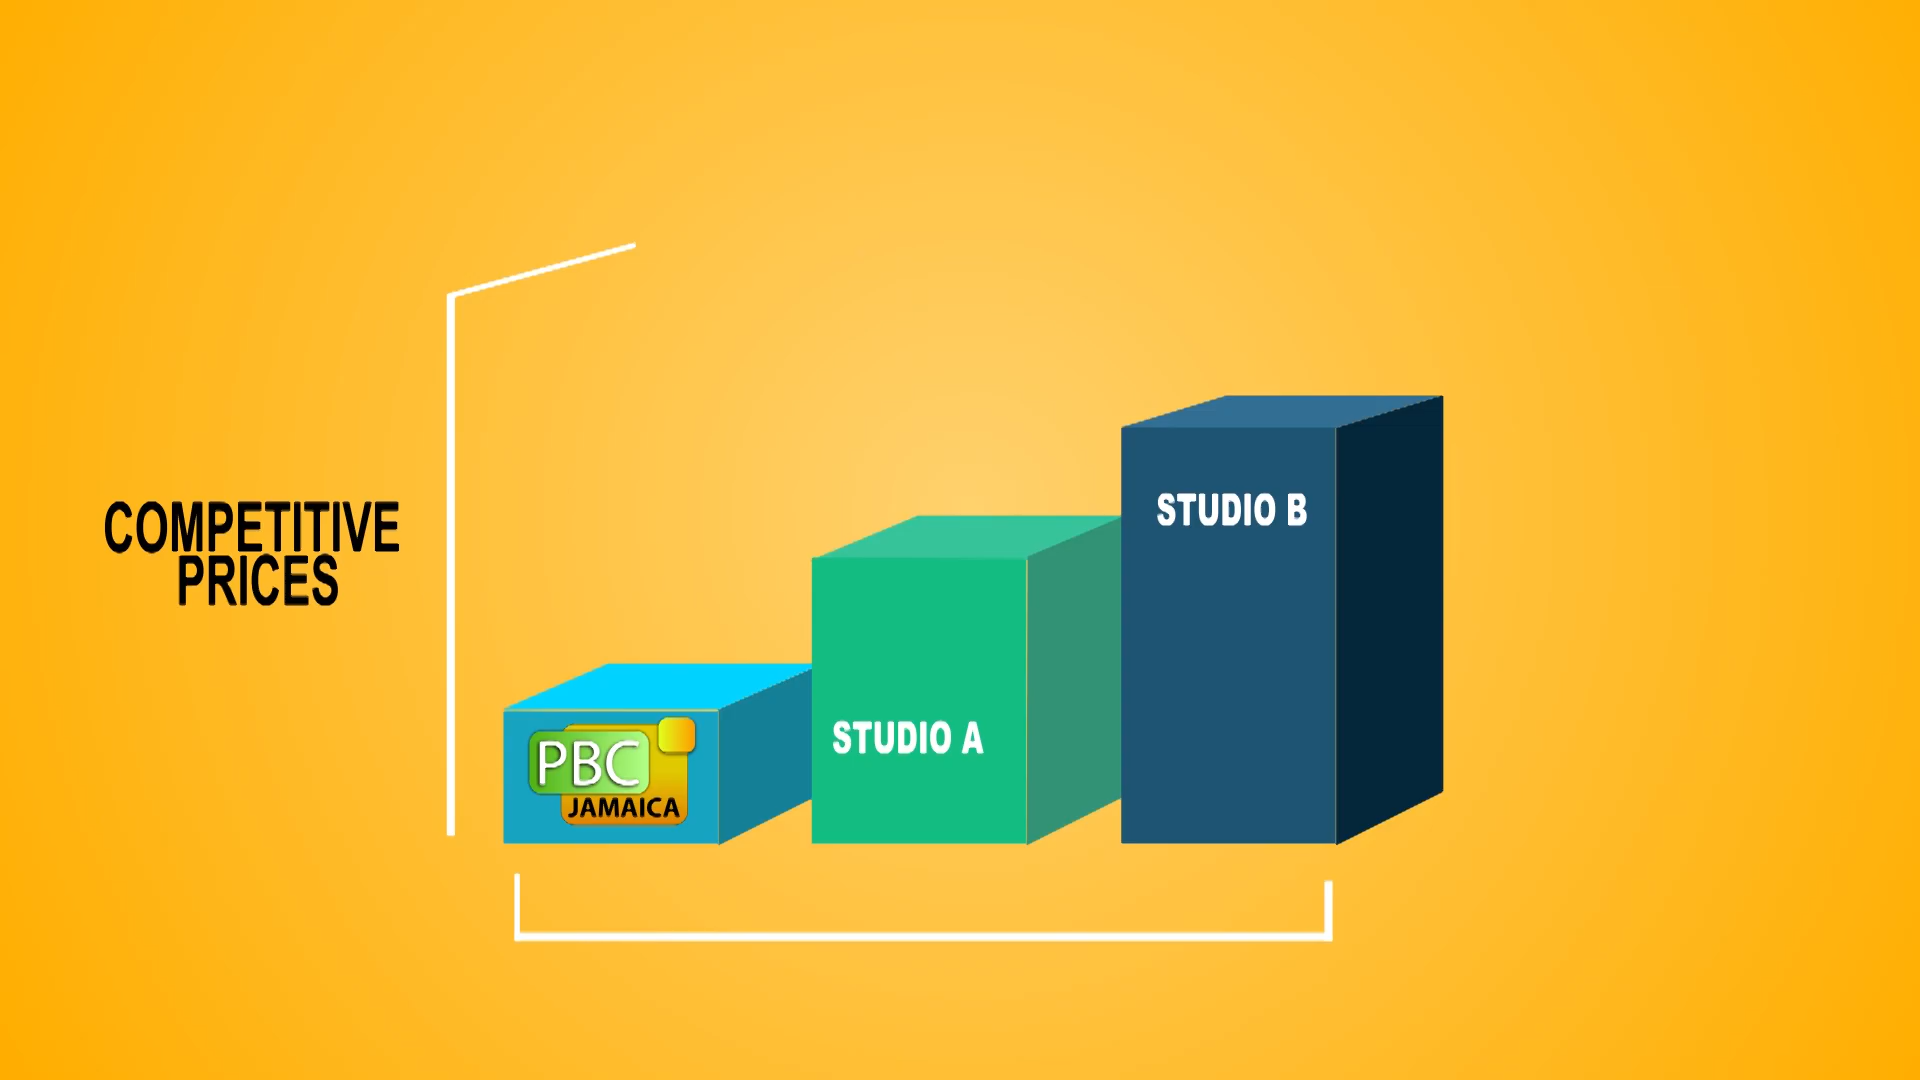 COMPETITIVE
PRICES
PBC
JAMAICA
STUDIO A
STUDIO B